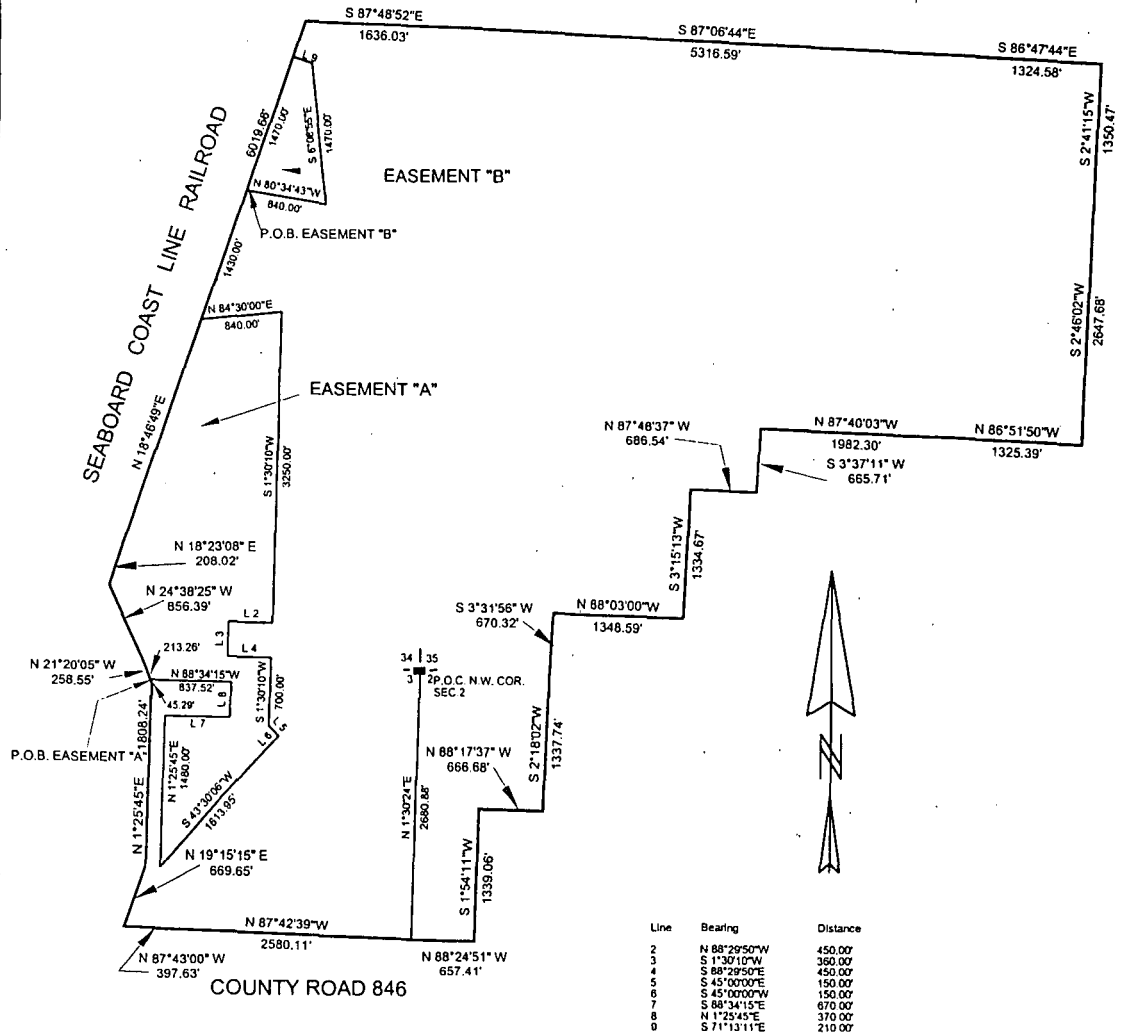 S 87°48'52"E
1636.03'
S 87°06'44"E
5316.59'
S 86°47'44"E
1324.58'
L 9
6019.68'
1470.00'
S 6°06'55"E
1470.00'
S 2°41'15"W
1350.47'
SEABOARD COAST LINE RAILROAD
EASEMENT "B"
N 80°34'43"W
840.00'
P.O.B. EASEMENT "B"
1430.00'
N 84°30'00"E
840.00'
S 2°46'02"W
2647.68'
EASEMENT "A"
N 18°46'49"E
S 1°30'10"W
3250.00'
N 87°48'37" W
686.54'
N 87°40'03"W
1982.30'
N 86°51'50"W
1325.39'
S 3°37'11" W
665.71'
S 3°15'13"W
1334.67'
N 18°23'08" E
208.02'
N 24°38'25" W
856.39'
L 2
L 3
L 4
S 3°31'56" W
670.32'
N 88°03'00"W
1348.59'
213.26'
N 21°20'05" W
258.55'
N 88°34'15"W
837.52'
L 8
45.29'
L 7
S 1°30'10"W
700.00'
L 5
L 6
34 35
3 2
P.O.C. N.W. COR.
SEC 2
P.O.B. EASEMENT "A"
1808.24'
N 1°25'45"E
N 1°25'45"E
1480.00'
S 43°30'06"W
1613.95'
N 1°30'24"E
2680.88'
S 2°18'02"W
1337.74'
N 88°17'37" W
666.68'
S 1°54'11"W
1339.06'
N
N 19°15'15" E
669.65'
N 87°42'39"W
2580.11'
N 87°43'00" W
397.63'
N 88°24'51" W
657.41'
COUNTY ROAD 846
Line Bearing Distance
2 N 88°29'50"W 450.00'
3 S 1°30'10"W 360.00'
4 S 88°29'50"E 450.00'
5 S 45°00'00"E 150.00'
6 S 45°00'00"W 150.00'
7 S 88°34'15"E 670.00'
8 N 1°25'45"E 370.00'
9 S 71°13'11"E 210.00'